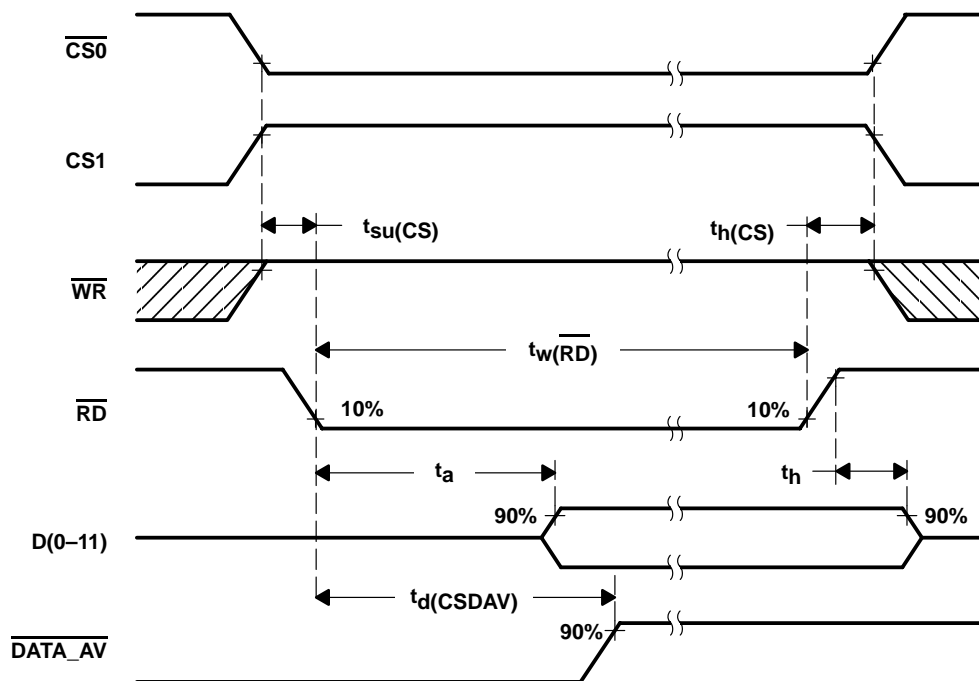 CS0
CS1
tsu(CS) th(CS)
WR
tw(RD)
RD 10% 10%
ta th
90% 90%
D(0–11)
td(CSDAV)
90%
DATA_AV